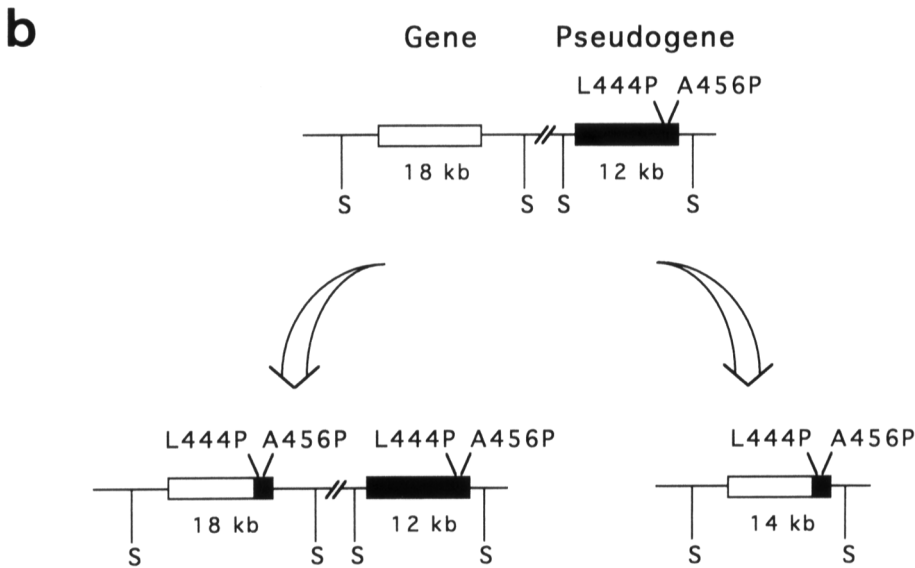 b
Gene Pseudogene
L444P A456P
18 kb 12 kb
S S S S
L444P A456P L444P A456P L444P A456P
18 kb 12 kb 14 kb
S S S S S S